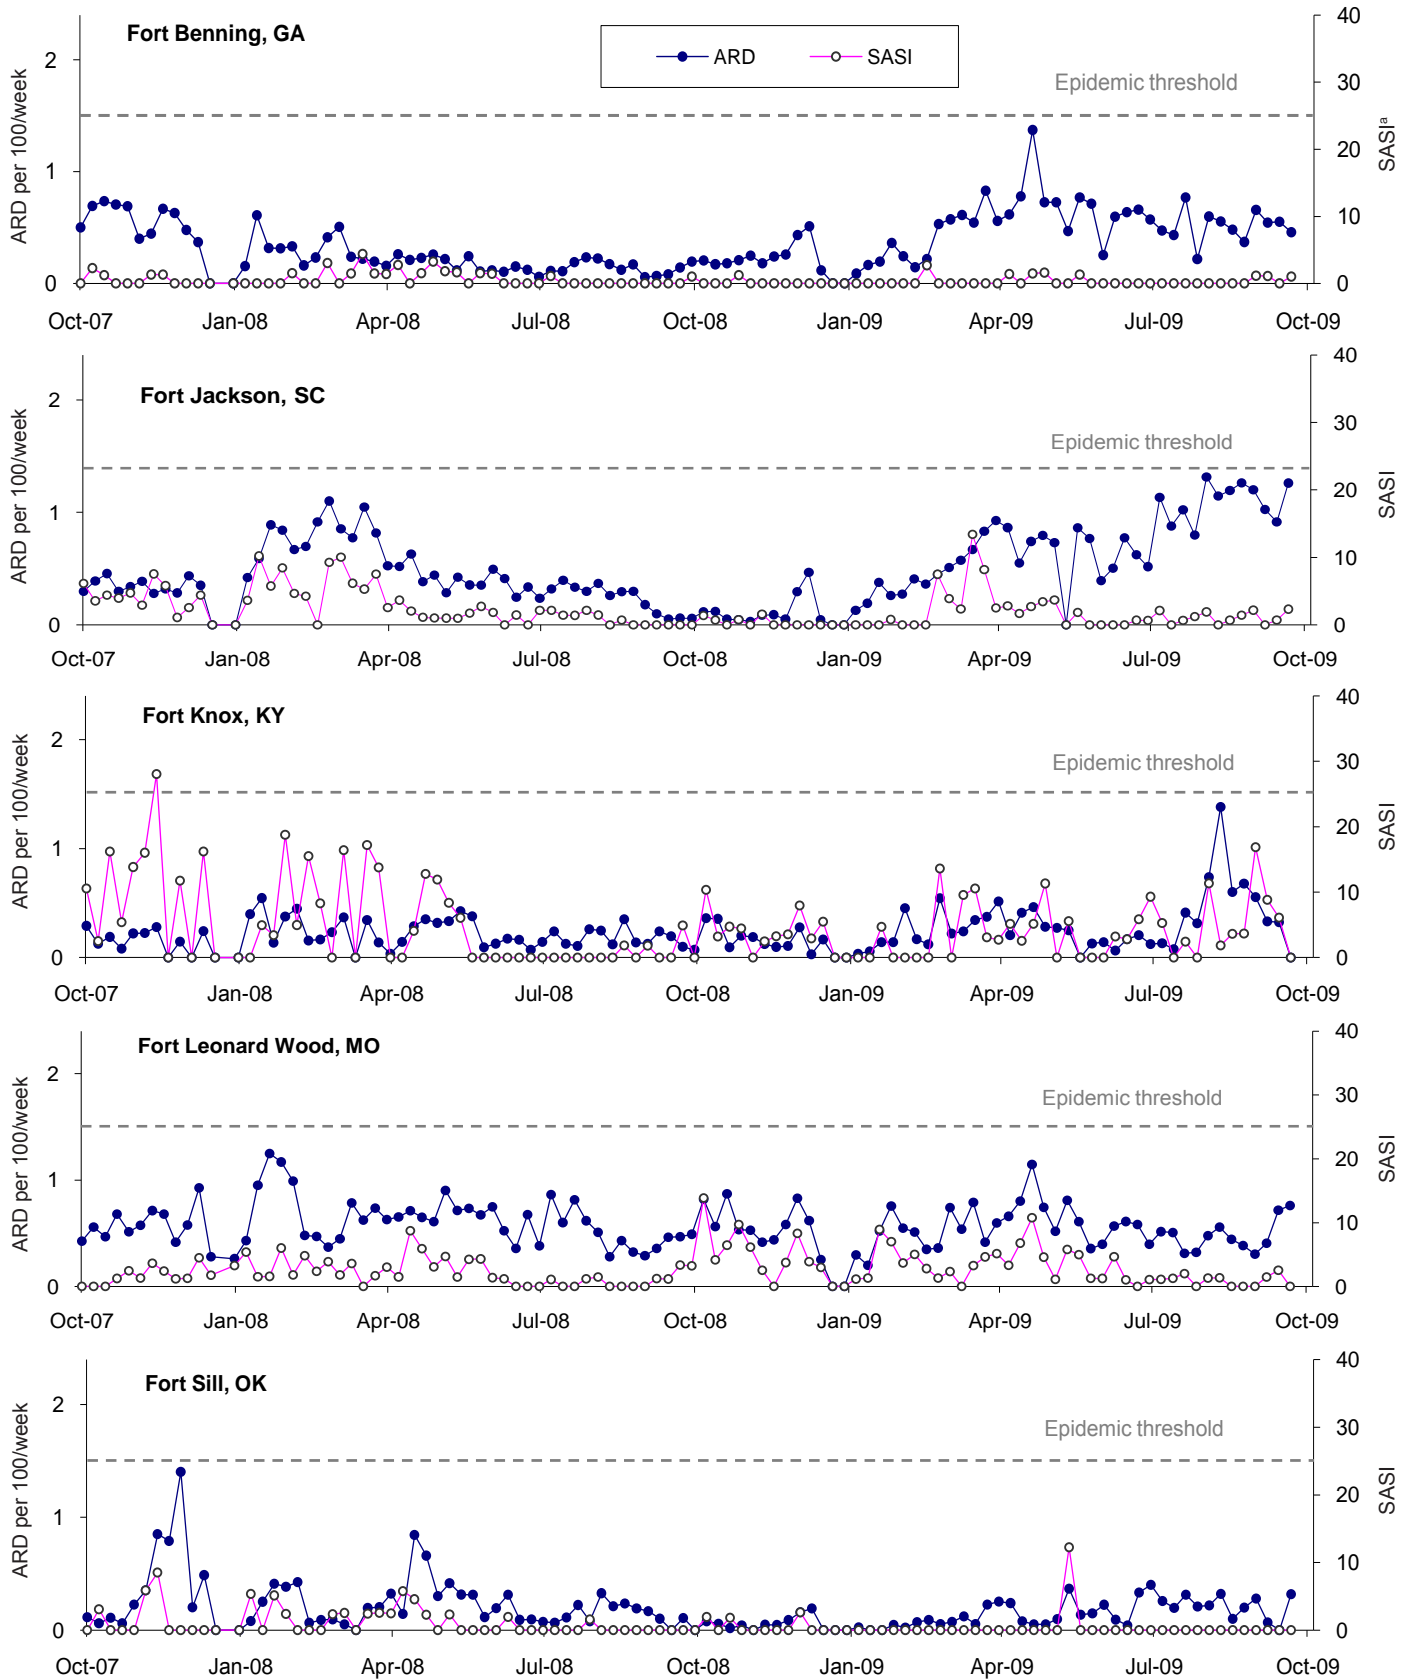 Fort Benning, GA
ARD SASI
Epidemic threshold
ARD per 100/week
2
1
0
40
30
20
10
0
SASIª
Oct-07 Jan-08 Apr-08 Jul-08 Oct-08 Jan-09 Apr-09 Jul-09 Oct-09
Fort Jackson, SC
Epidemic threshold
ARD per 100/week
2
1
0
40
30
20
10
0
SASI
Oct-07 Jan-08 Apr-08 Jul-08 Oct-08 Jan-09 Apr-09 Jul-09 Oct-09
Fort Knox, KY
Epidemic threshold
ARD per 100/week
2
1
0
40
30
20
10
0
SASI
Oct-07 Jan-08 Apr-08 Jul-08 Oct-08 Jan-09 Apr-09 Jul-09 Oct-09
Fort Leonard Wood, MO
Epidemic threshold
ARD per 100/week
2
1
0
40
30
20
10
0
SASI
Oct-07 Jan-08 Apr-08 Jul-08 Oct-08 Jan-09 Apr-09 Jul-09 Oct-09
Fort Sill, OK
Epidemic threshold
ARD per 100/week
2
1
0
40
30
20
10
0
SASI
Oct-07 Jan-08 Apr-08 Jul-08 Oct-08 Jan-09 Apr-09 Jul-09 Oct-09